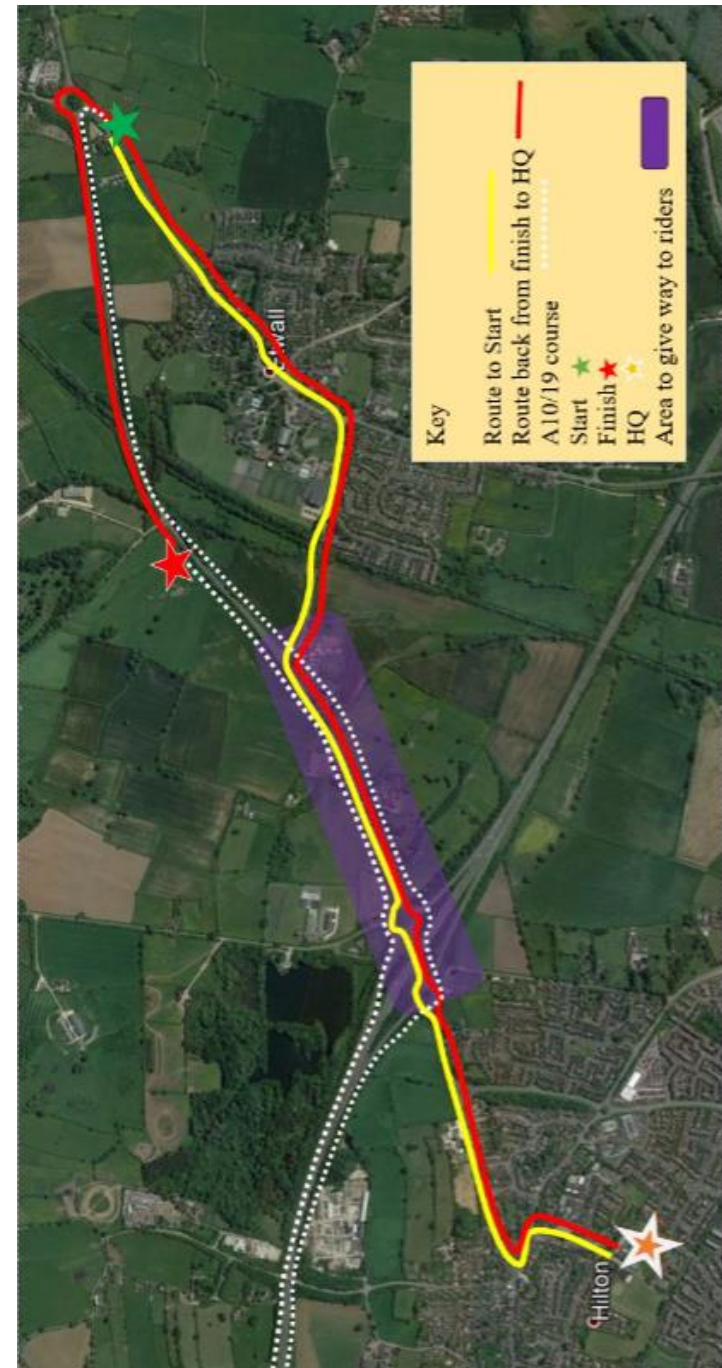 Key
Route to Start
Route back from finish to HQ
A10/19 course
Start
Finish
HQ
Area to give way to riders
Hilton